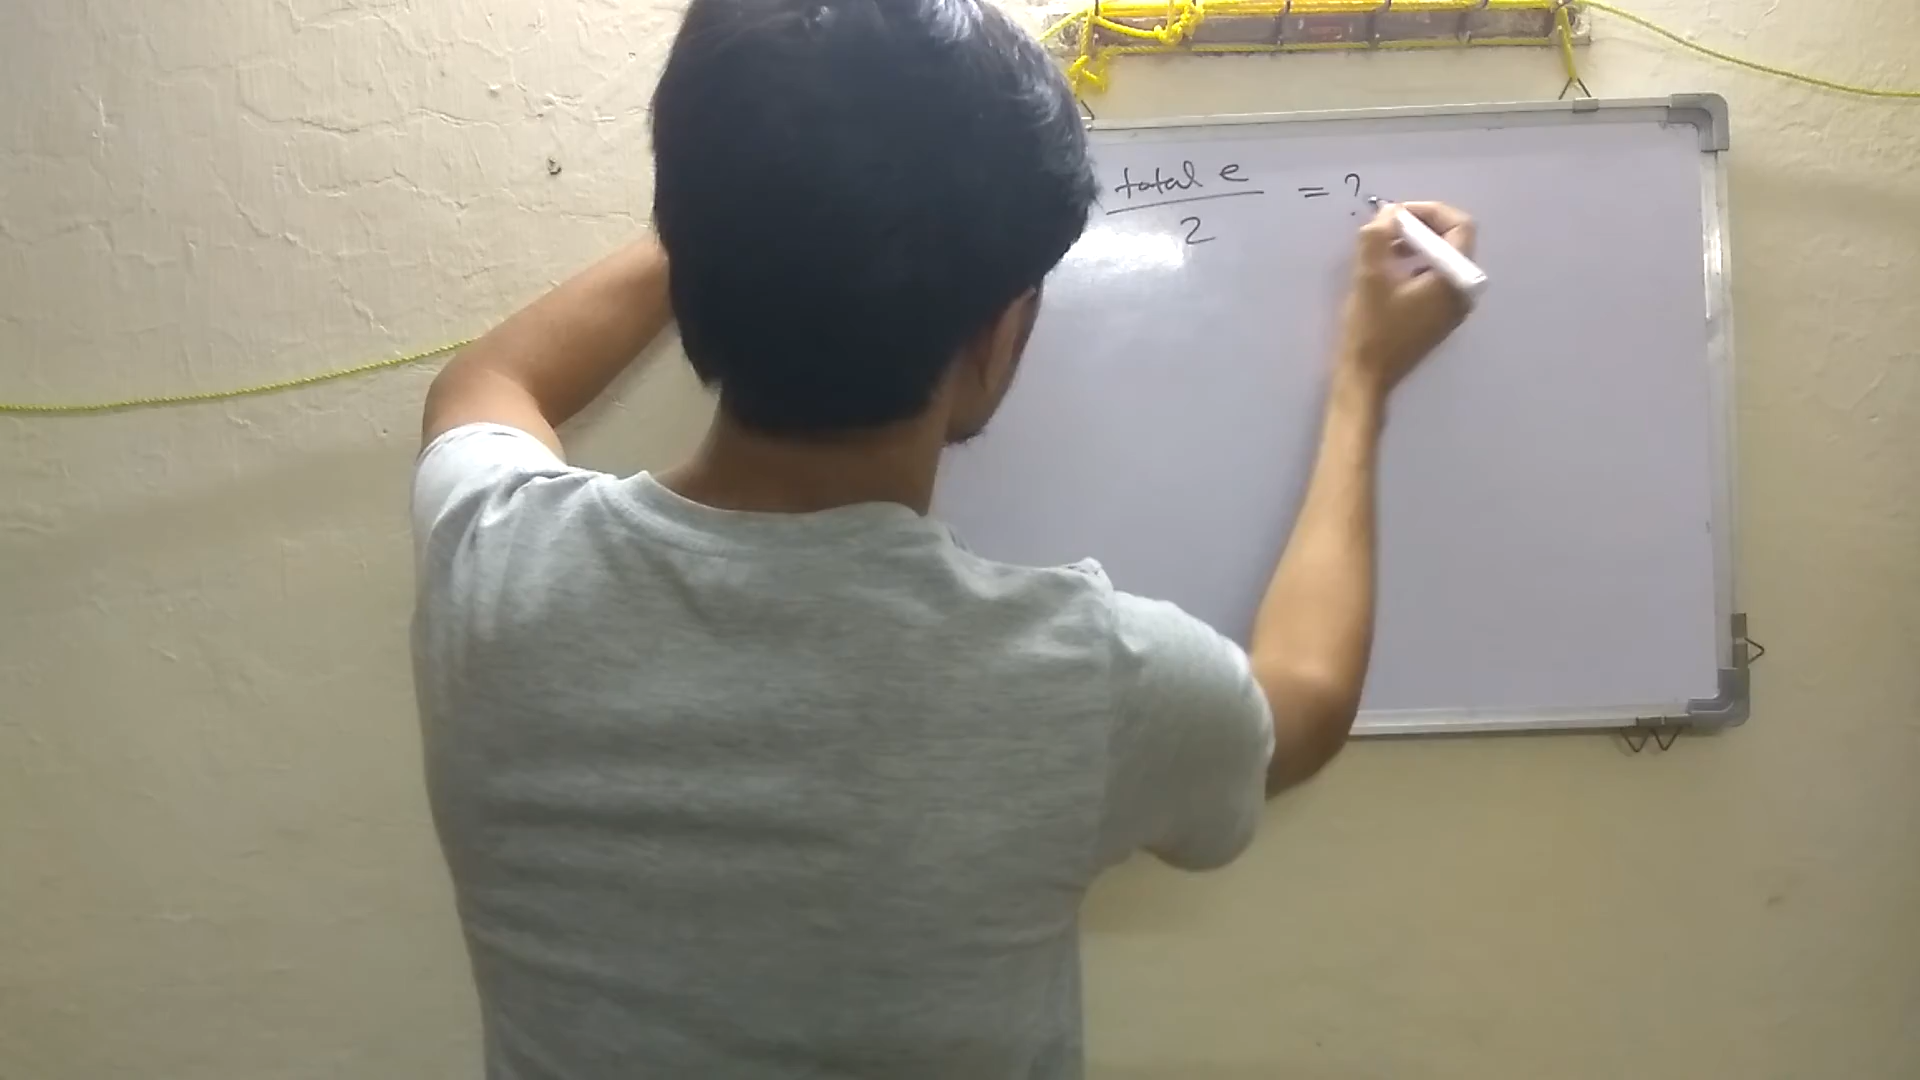 total e
2
= ?